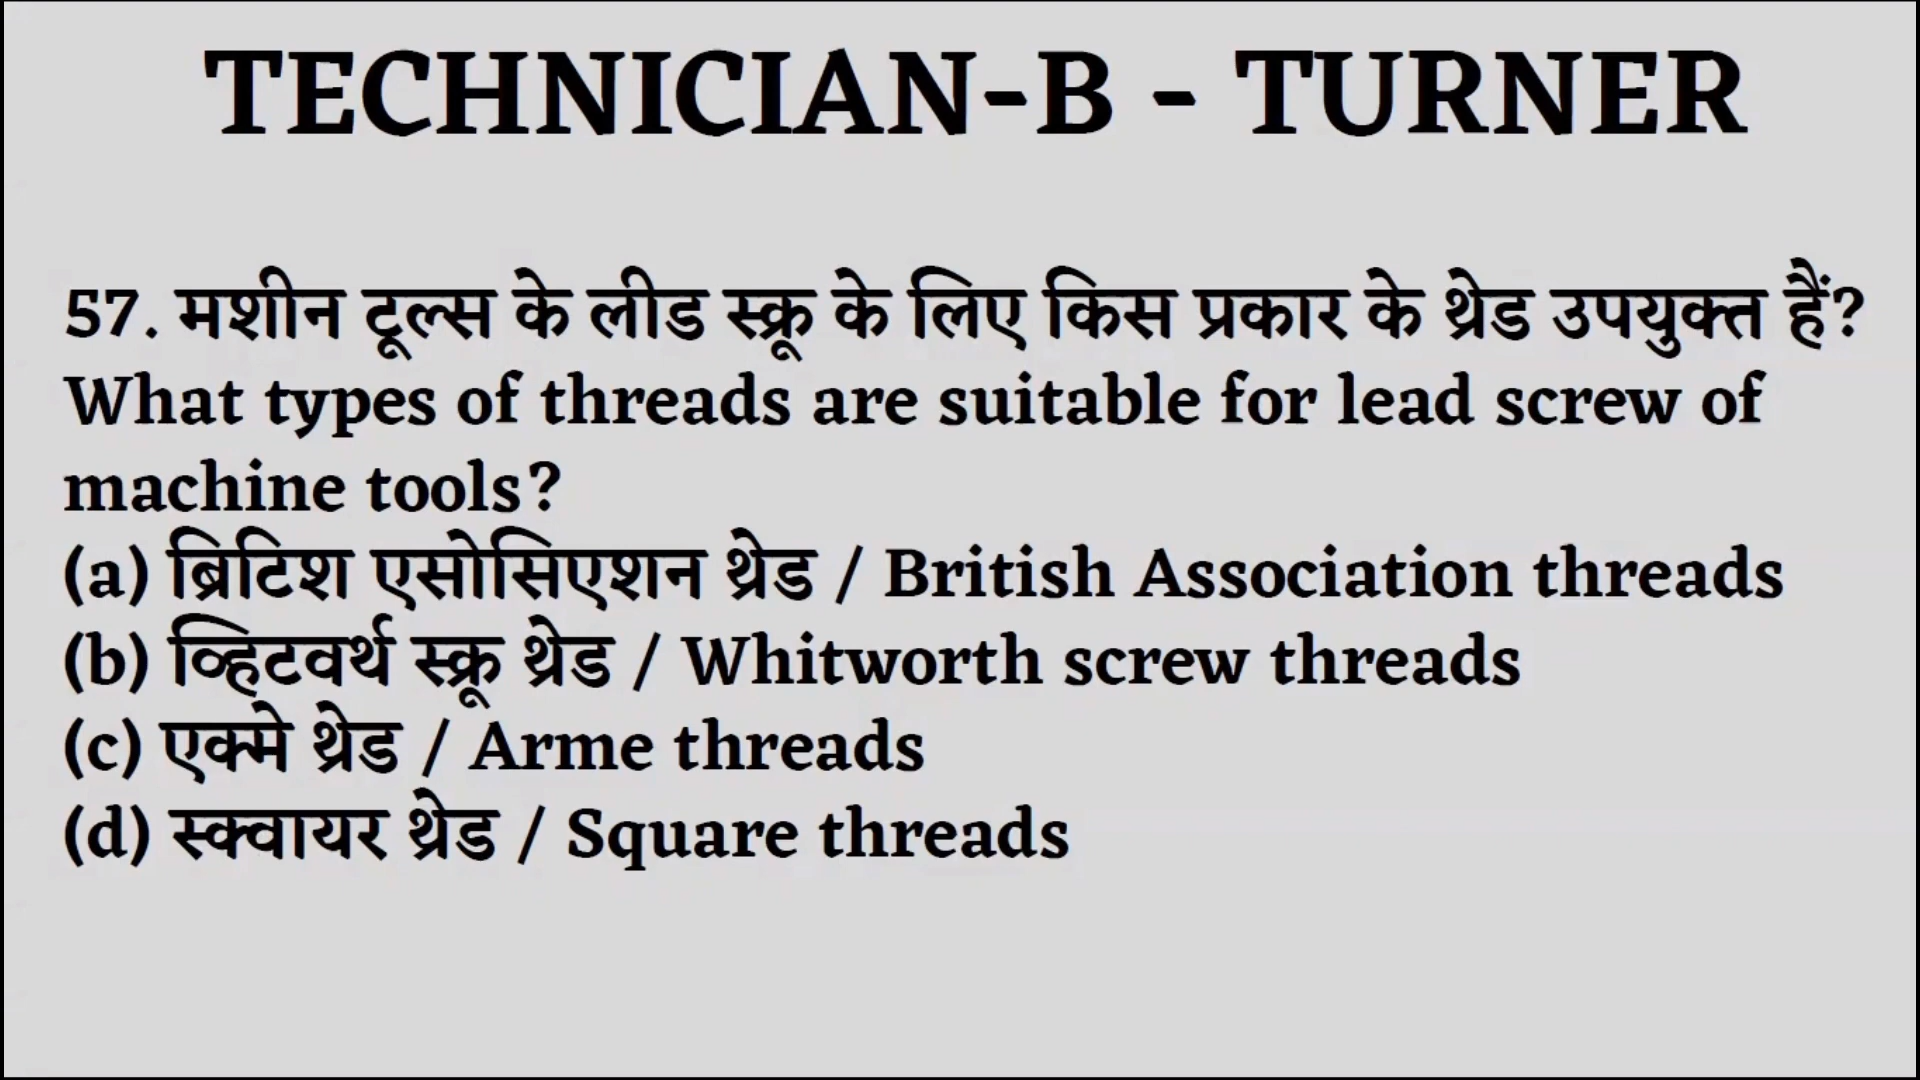 TECHNICIAN-B - TURNER
57. मशीन टूल्स के लीड स्क्रू के लिए किस प्रकार के थ्रेड उपयुक्त हैं?
What types of threads are suitable for lead screw of
machine tools?
(a) ब्रिटिश एसोसिएशन थ्रेड / British Association threads
(b) व्हिटवर्थ स्क्रू थ्रेड / Whitworth screw threads
(c) एक्मे थ्रेड / Arme threads
(d) स्क्वायर थ्रेड / Square threads